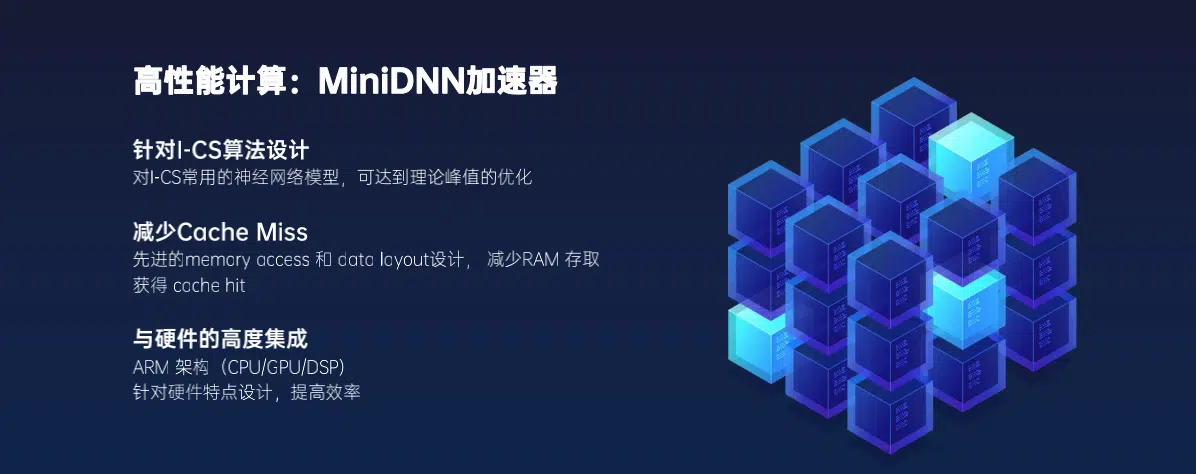 高性能计算：MiniDNN加速器
针对I-CS算法设计
对I-CS常用的神经网络模型，可达到理论峰值的优化
减少Cache Miss
先进的memory access 和 data layout设计， 减少RAM 存取
获得 cache hit
与硬件的高度集成
ARM 架构（CPU/GPU/DSP）
针对硬件特点设计，提高效率